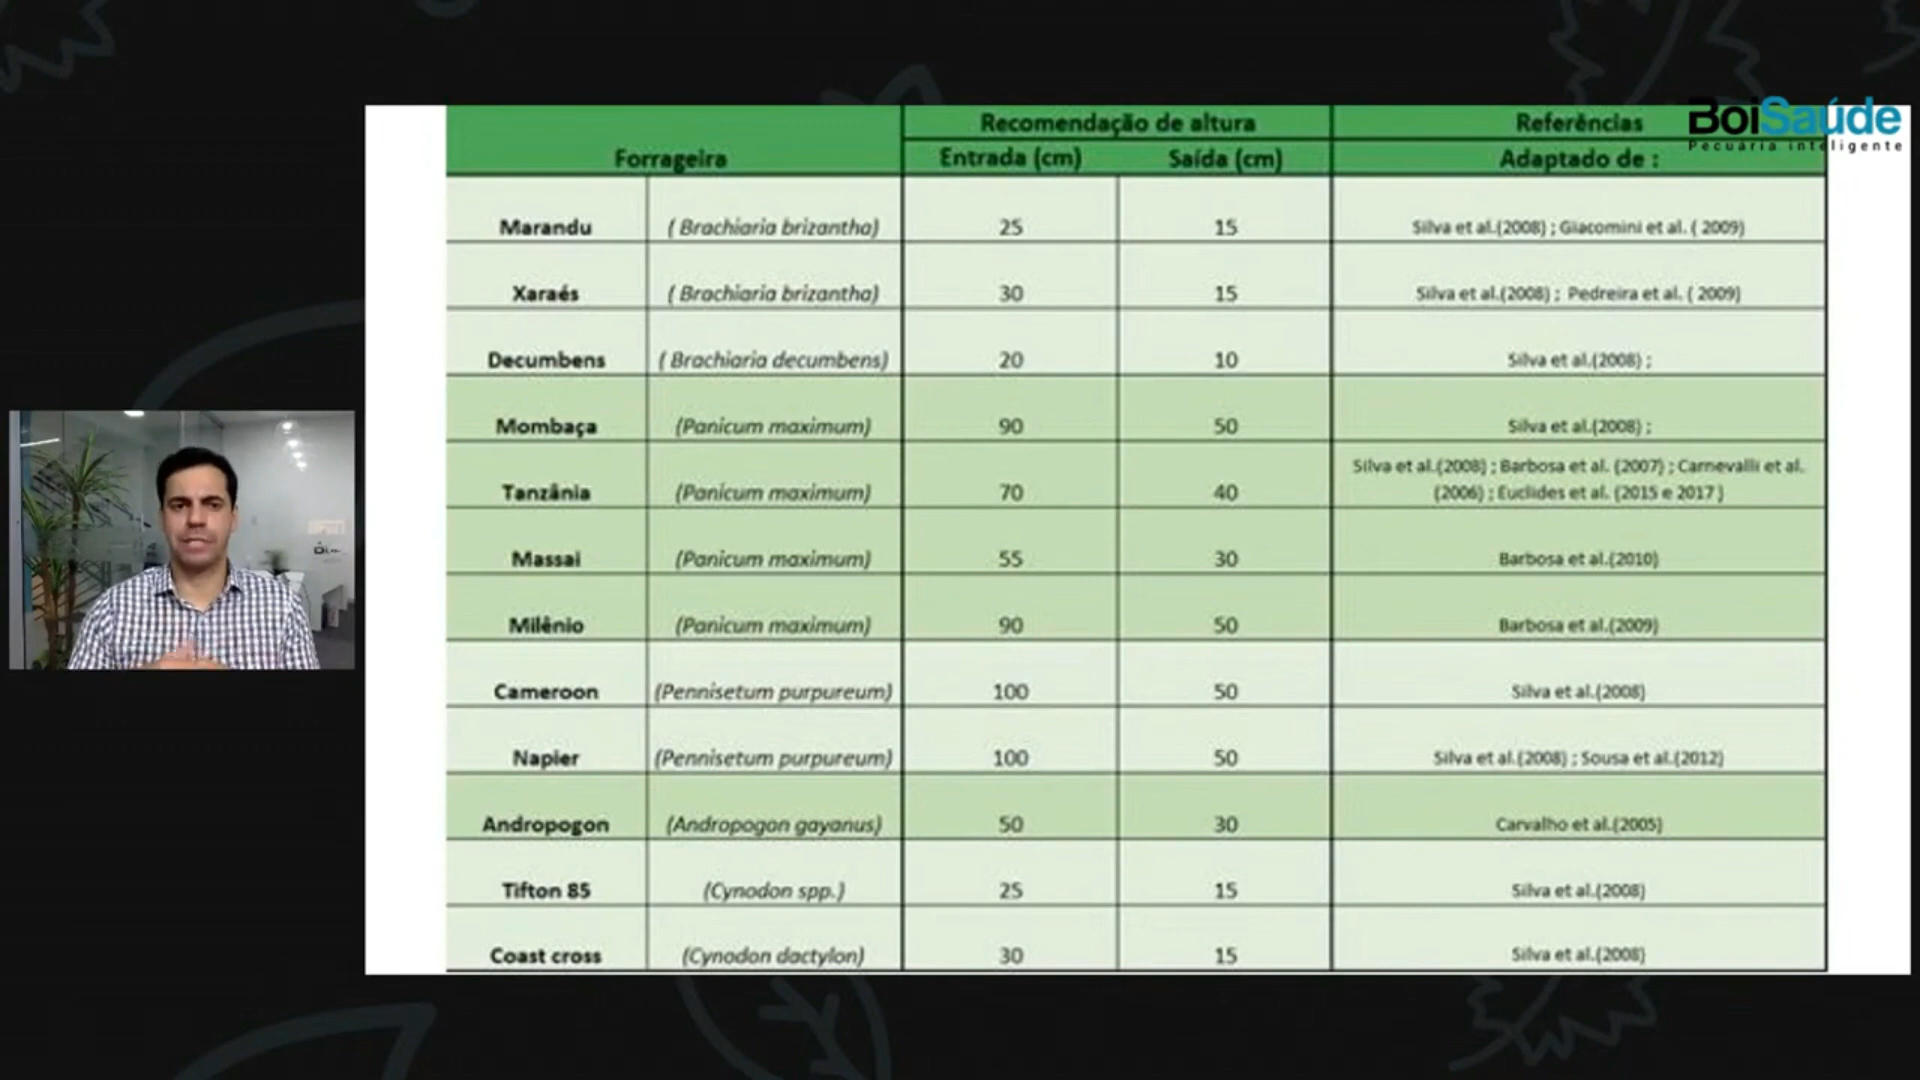 BoiSaúde
Pecuária inteligente
Forrageira
Recomendação de altura
Referências
Entrada (cm) Saída (cm) Adaptado de :
Marandu ( Brachiaria brizantha) 25 15 Silva et al.(2008) ; Giacomini et al. ( 2009)
Xaraés ( Brachiaria brizantha) 30 15 Silva et al.(2008) ; Pedreira et al. ( 2009)
Decumbens ( Brachiaria decumbens) 20 10 Silva et al.(2008) ;
Mombaça (Panicum maximum) 90 50 Silva et al.(2008) ;
Tanzânia (Panicum maximum) 70 40 Silva et al.(2008) ; Barbosa et al. (2007) ; Carnevalli et al.
(2006) ; Euclides et al. (2015 e 2017 )
Massai (Panicum maximum) 55 30 Barbosa et al.(2010)
Milênio (Panicum maximum) 90 50 Barbosa et al.(2009)
Cameroon (Pennisetum purpureum) 100 50 Silva et al.(2008)
Napier (Pennisetum purpureum) 100 50 Silva et al.(2008) ; Sousa et al.(2012)
Andropogon (Andropogon gayanus) 50 30 Carvalho et al.(2005)
Tifton 85 (Cynodon spp.) 25 15 Silva et al.(2008)
Coast cross (Cynodon dactylon) 30 15 Silva et al.(2008)